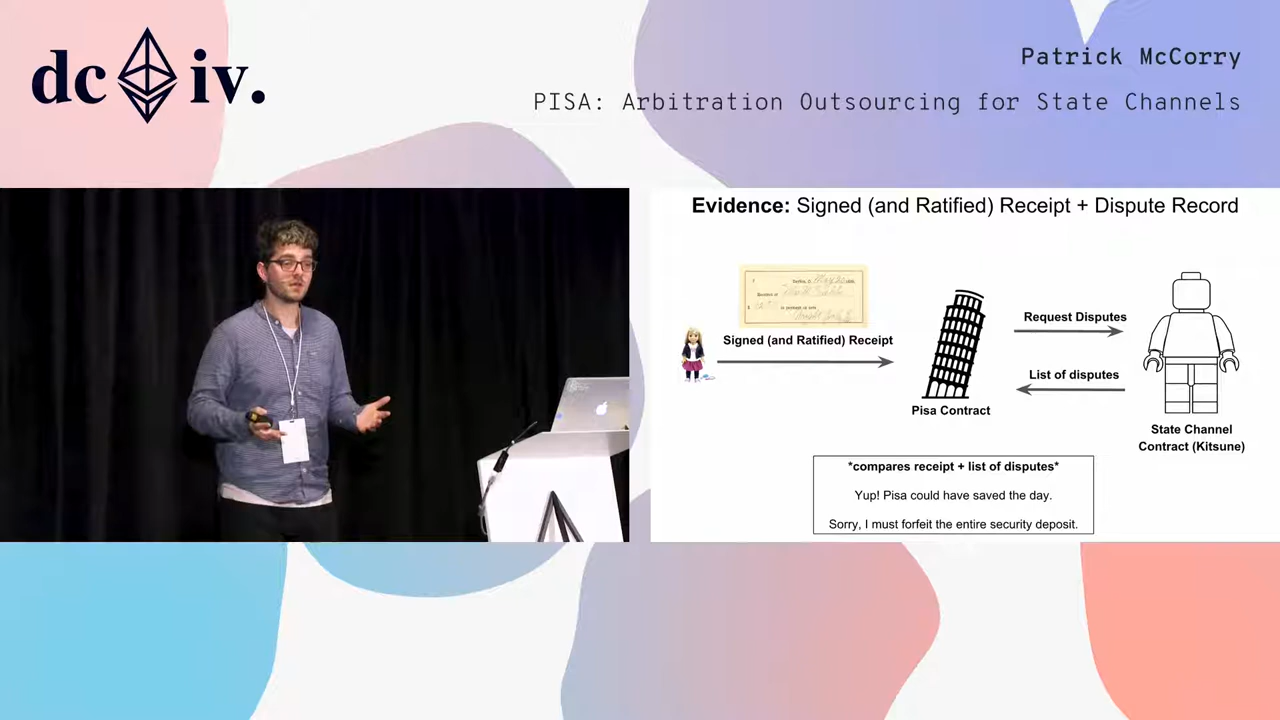 dc iv.
Patrick McCorry
PISA: Arbitration Outsourcing for State Channels
Evidence: Signed (and Ratified) Receipt + Dispute Record
Signed (and Ratified) Receipt
Pisa Contract
Request Disputes
List of disputes
State Channel
Contract (Kitsune)
*compares receipt + list of disputes*
Yup! Pisa could have saved the day.
Sorry, I must forfeit the entire security deposit.